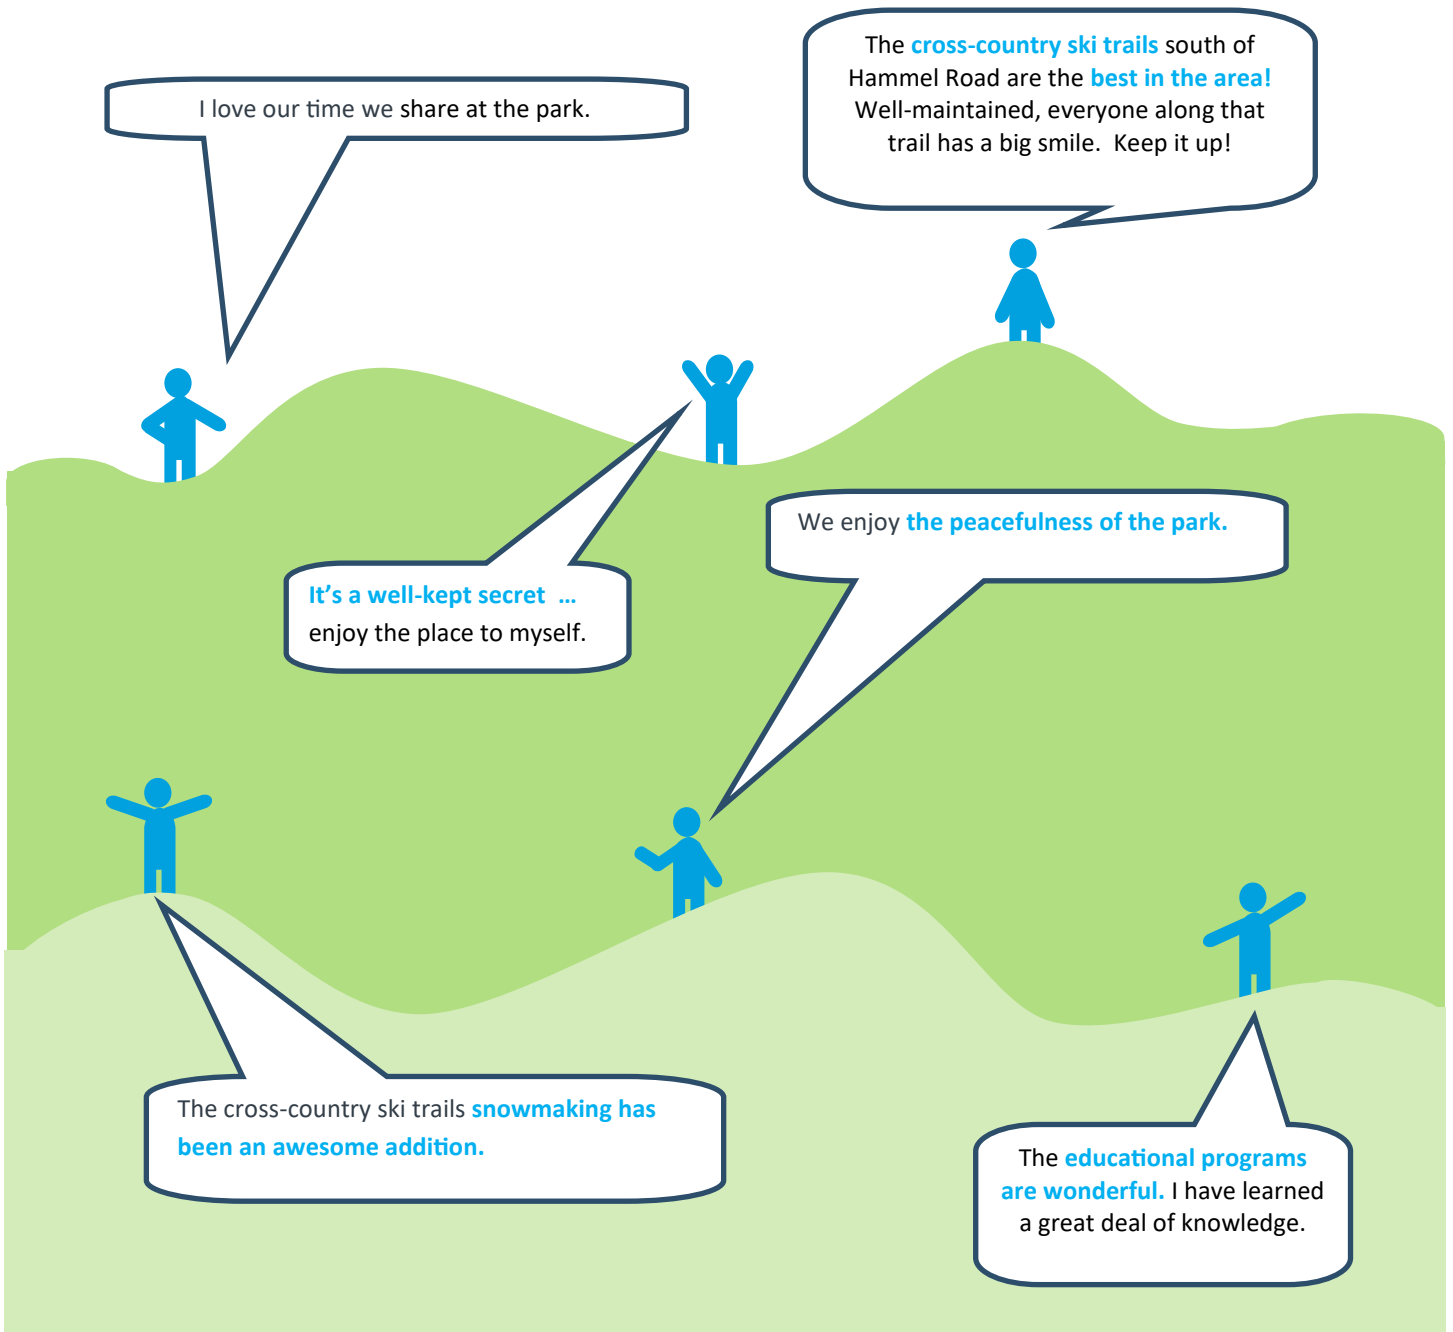 I love our time we share at the park.
The cross-country ski trails south of
Hammel Road are the best in the area!
Well-maintained, everyone along that
trail has a big smile.  Keep it up!
We enjoy the peacefulness of the park.
It's a well-kept secret  …
enjoy the place to myself.
The cross-country ski trails snowmaking has
been an awesome addition.
The educational programs
are wonderful. I have learned
a great deal of knowledge.